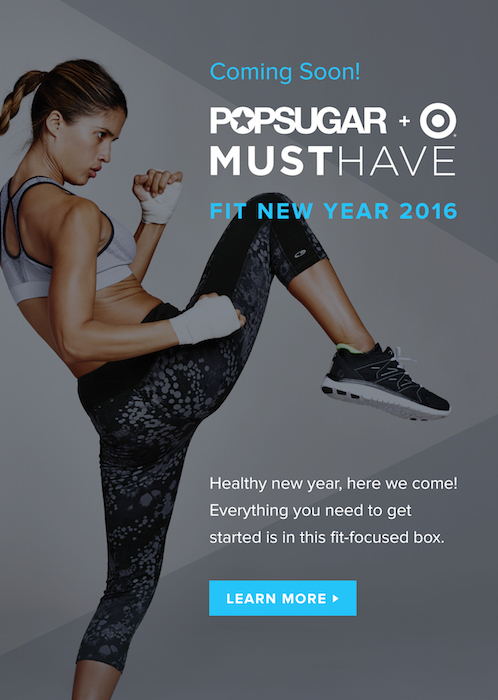 Coming Soon!
POPSUGAR +
MUSTHAVE
FIT NEW YEAR 2016
Healthy new year, here we come!
Everything you need to get
started is in this fit-focused box.
LEARN MORE